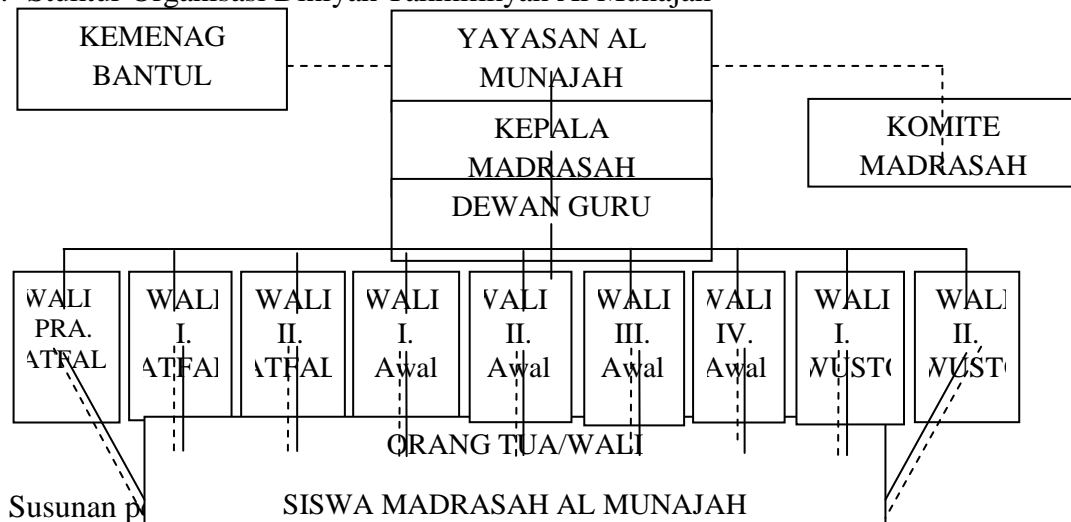 Organisasi Diniyah Al Munajah
KEMENAG
BANTUL
YAYASAN AL
MUNAJAH
KEPALA
MADRASAH
DEWAN GURU
KOMITE
MADRASAH
WALI
PRA.
ATFAL
WALI
I.
ATFAL
WALI
II.
ATFAL
WALI
I.
Awal
WALI
II.
Awal
WALI
III.
Awal
WALI
IV.
Awal
WALI
I.
WUSTO
WALI
II.
WUSTO
ORANG TUA/WALI
SISWA MADRASAH AL MUNAJAH
Susunan p